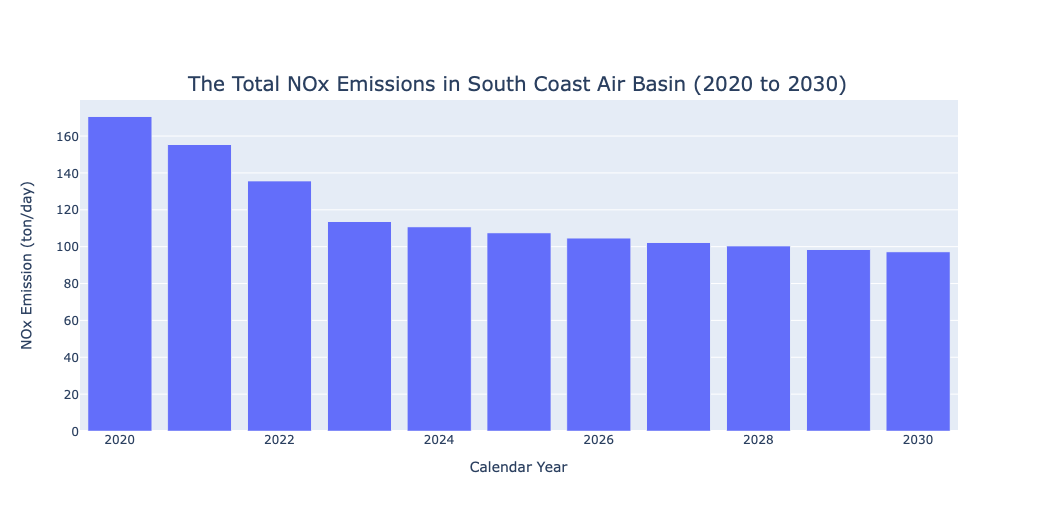 The Total NOx Emissions in South Coast Air Basin (2020 to 2030)
NOx Emission (ton/day)
160
140
120
100
80
60
40
20
0
2020 2022 2024 2026 2028 2030
Calendar Year